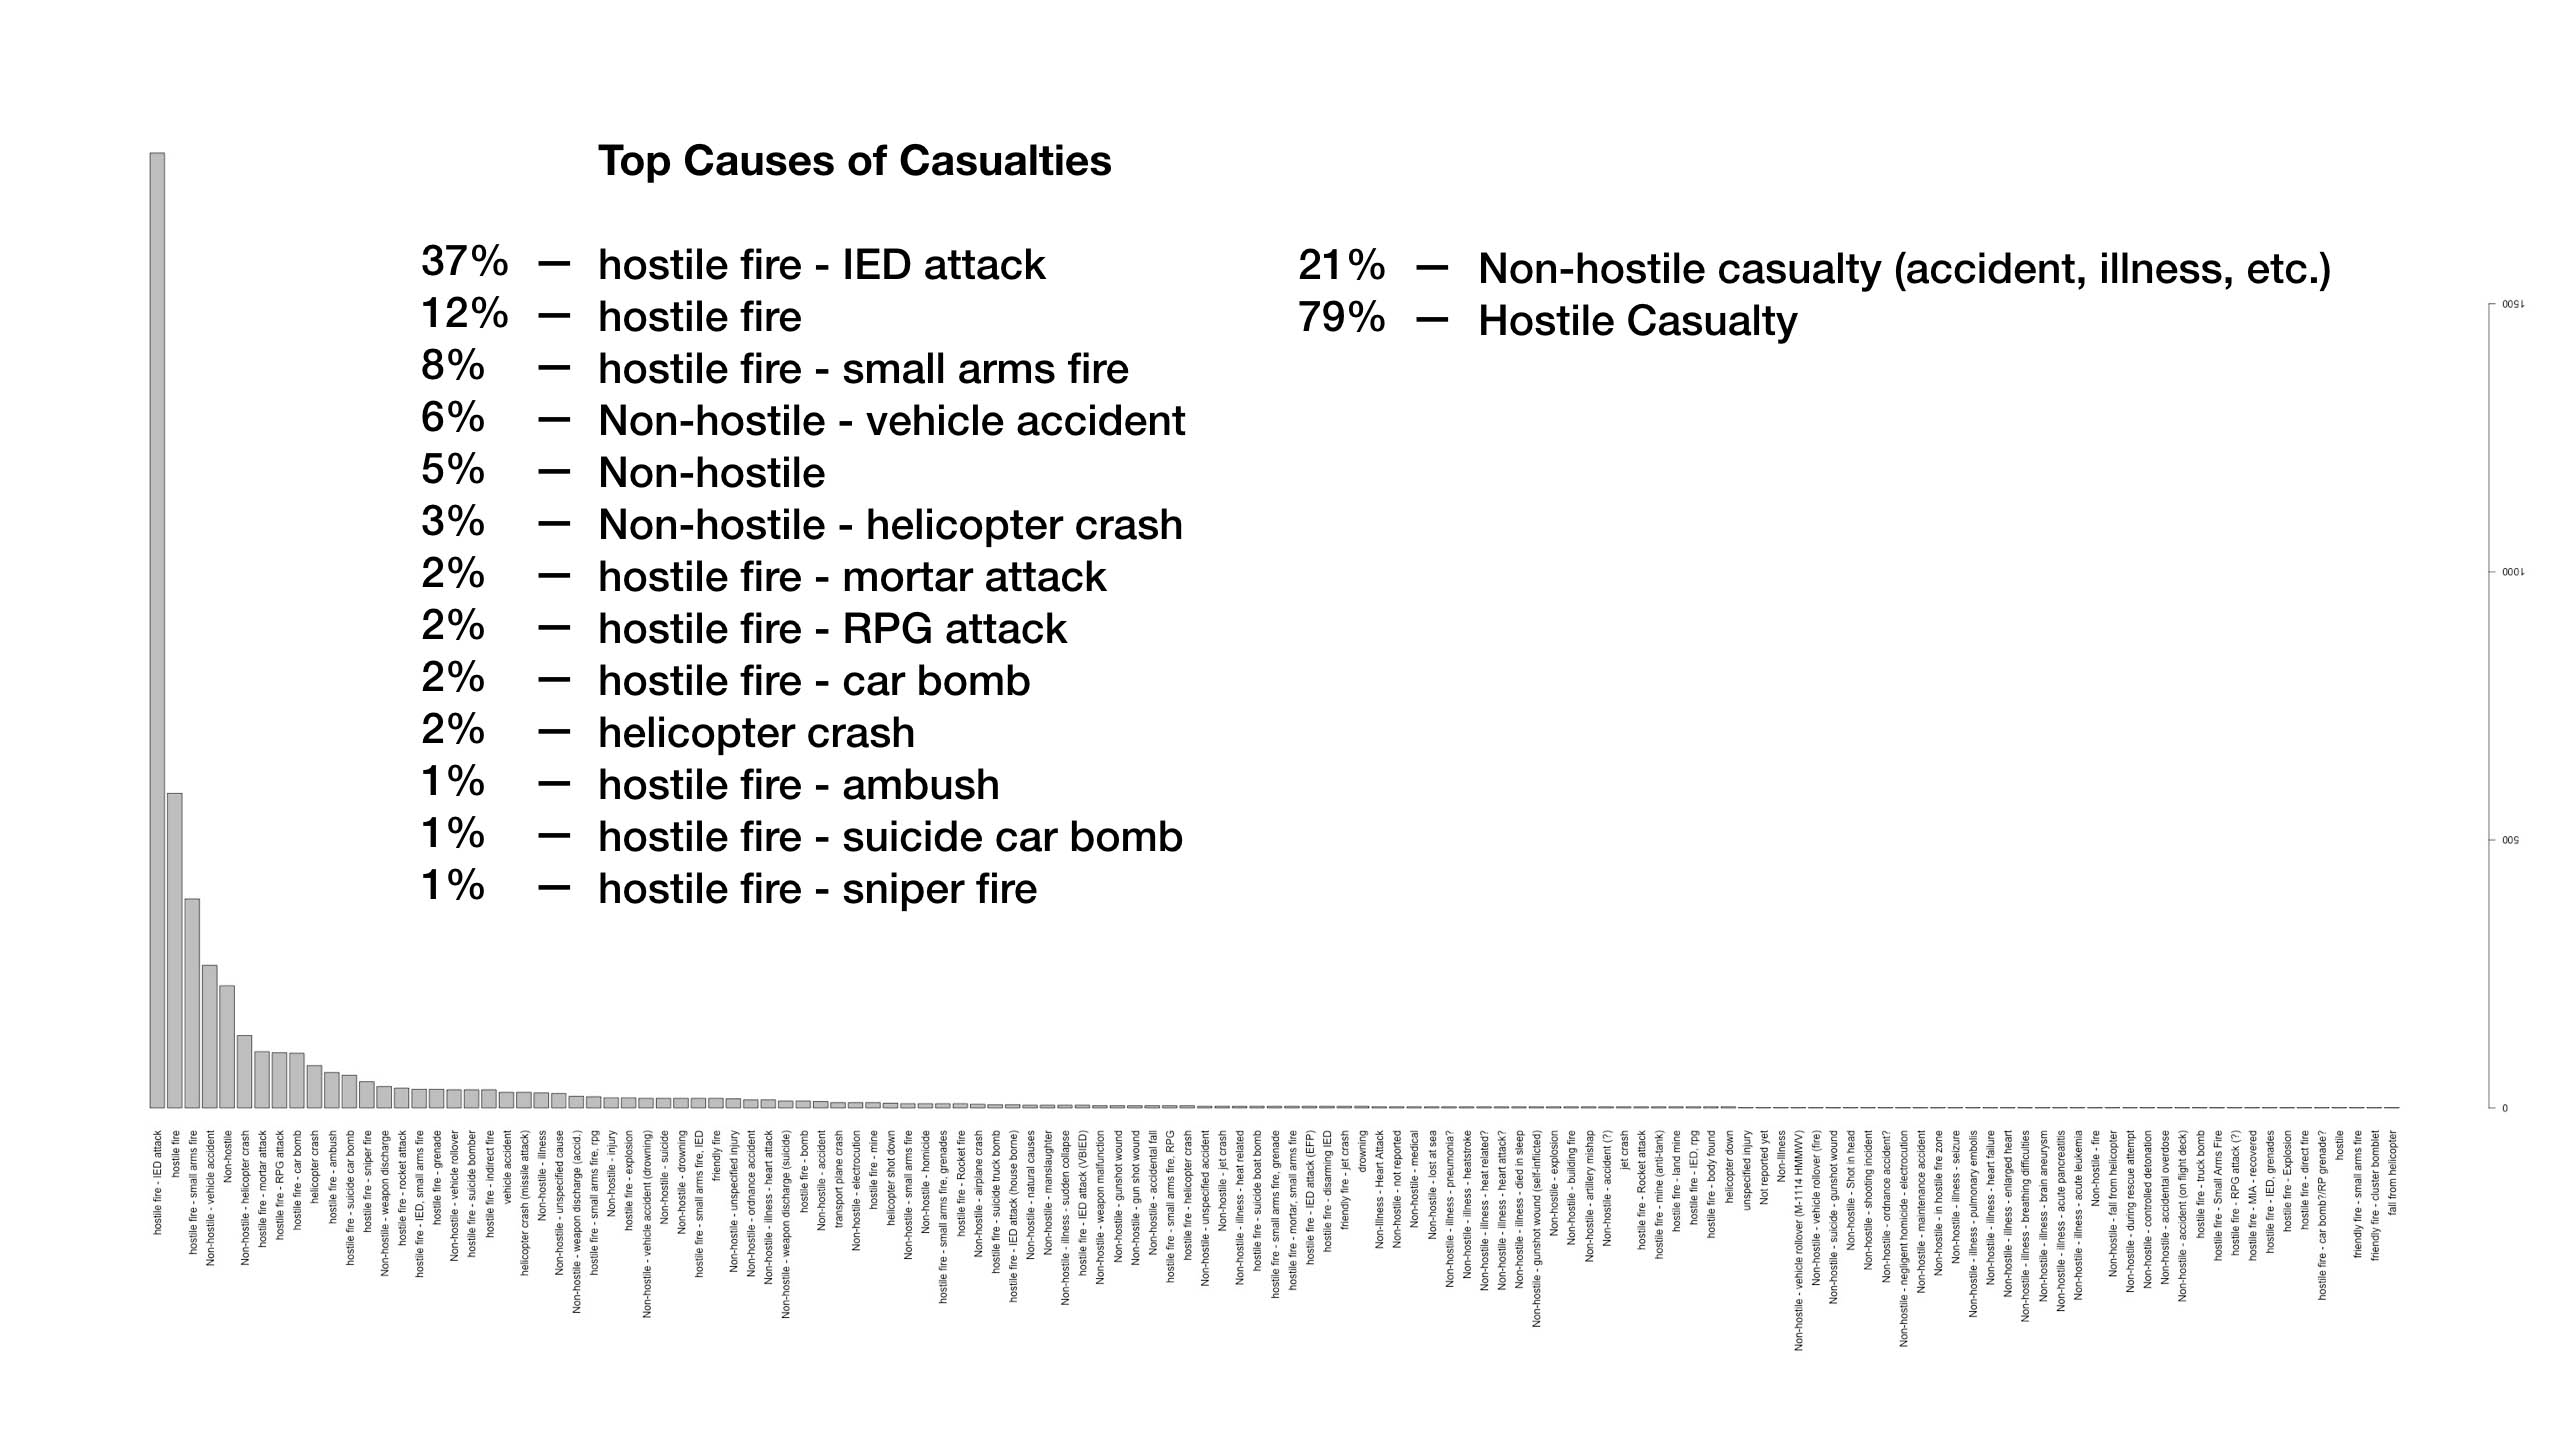 Top Causes of Casualties
37% — hostile fire - IED attack
12% — hostile fire
8% — hostile fire - small arms fire
6% — Non-hostile - vehicle accident
5% — Non-hostile
3% — Non-hostile - helicopter crash
2% — hostile fire - mortar attack
2% — hostile fire - RPG attack
2% — hostile fire - car bomb
2% — helicopter crash
1% — hostile fire - ambush
1% — hostile fire - suicide car bomb
1% — hostile fire - sniper fire
21% — Non-hostile casualty (accident, illness, etc.)
79% — Hostile Casualty
1500
1000
500
0
hostile fire - IED attack
hostile fire
hostile fire - small arms fire
Non-hostile - vehicle accident
Non-hostile
Non-hostile - helicopter crash
hostile fire - mortar attack
hostile fire - RPG attack
hostile fire - car bomb
helicopter crash
hostile fire - ambush
hostile fire - suicide car bomb
hostile fire - sniper fire
Non-hostile - weapon discharge
hostile fire - rocket attack
hostile fire - IED, small arms fire
hostile fire - grenade
Non-hostile - vehicle rollover
hostile fire - suicide bomber
hostile fire - indirect fire
vehicle accident
helicopter crash (missile attack)
Non-hostile - illness
Non-hostile - unspecified cause
Non-hostile - weapon discharge (accid.)
hostile fire - small arms fire, rpg
Non-hostile - injury
hostile fire - explosion
Non-hostile - vehicle accident (drowning)
Non-hostile - suicide
Non-hostile - drowning
hostile fire - small arms fire, IED
friendly fire
Non-hostile - unspecified injury
Non-hostile - ordnance accident
Non-hostile - illness - heart attack
Non-hostile - weapon discharge (suicide)
hostile fire - bomb
Non-hostile - accident
transport plane crash
Non-hostile - electrocution
hostile fire - mine
helicopter shot down
Non-hostile - small arms fire
Non-hostile - homicide
hostile fire - small arms fire, grenades
hostile fire - Rocket fire
Non-hostile - airplane crash
hostile fire - suicide truck bomb
hostile fire - IED attack (house borne)
Non-hostile - natural causes
Non-hostile - manslaughter
Non-hostile - illness - sudden collapse
hostile fire - IED attack (VBIED)
Non-hostile - weapon malfunction
Non-hostile - gunshot wound
Non-hostile - gun shot wound
Non-hostile - accidental fall
hostile fire - small arms fire, RPG
hostile fire - helicopter crash
Non-hostile - unspecified accident
Non-hostile - jet crash
Non-hostile - illness - heat related
hostile fire - suicide boat bomb
hostile fire - small arms fire, grenade
hostile fire - mortar, small arms fire
hostile fire - IED attack (EFP)
hostile fire - disarming IED
friendly fire - jet crash
drowning
Non-Illness - Heart Attack
Non-hostile - not reported
Non-hostile - medical
Non-hostile - lost at sea
Non-hostile - illness - pneumonia?
Non-hostile - illness - heatstroke
Non-hostile - illness - heat related?
Non-hostile - illness - heart attack?
Non-hostile - illness - died in sleep
Non-hostile - gunshot wound (self-inflicted)
Non-hostile - explosion
Non-hostile - building fire
Non-hostile - artillery mishap
Non-hostile - accident (?)
jet crash
hostile fire - Rocket attack
hostile fire - mine (anti-tank)
hostile fire - land mine
hostile fire - IED, rpg
hostile fire - body found
helicopter down
unspecified injury
Not reported yet
Non-Illness
Non-hostile - vehicle rollover (M-1114 HMMWV)
Non-hostile - vehicle rollover (fire)
Non-hostile - suicide - gunshot wound
Non-hostile - Shot in head
Non-hostile - shooting incident
Non-hostile - ordnance accident?
Non-hostile - negligent homicide - electrocution
Non-hostile - maintenance accident
Non-hostile - in hostile fire zone
Non-hostile - illness - seizure
Non-hostile - illness - pulmonary embolis
Non-hostile - illness - heart failure
Non-hostile - illness - enlarged heart
Non-hostile - illness - breathing difficulties
Non-hostile - illness - brain aneurysm
Non-hostile - illness - acute pancreatitis
Non-hostile - illness - acute leukemia
Non-hostile - fire
Non-hostile - fall from helicopter
Non-hostile - during rescue attempt
Non-hostile - controlled detonation
Non-hostile - accidental overdose
Non-hostile - accident (on flight deck)
hostile fire - truck bomb
hostile fire - Small Arms Fire
hostile fire - RPG attack (?)
hostile fire - MIA - recovered
hostile fire - IED, grenades
hostile fire - Explosion
hostile fire - direct fire
hostile fire - car bomb?/RP grenade?
hostile
friendly fire - small arms fire
friendly fire - cluster bomblet
fall from helicopter